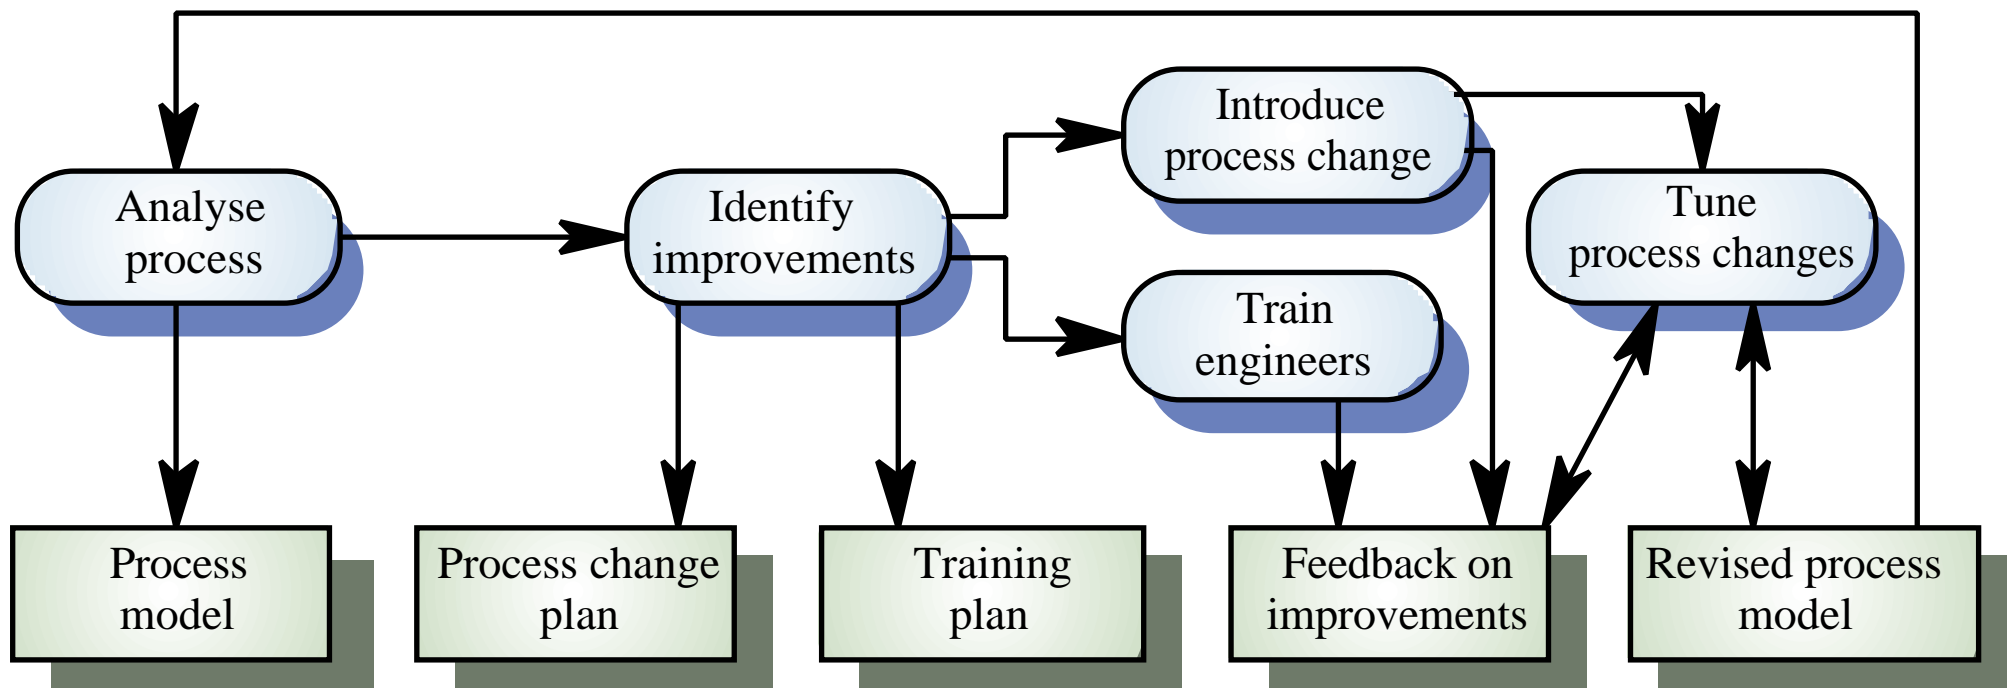 Introduce
process change
Analyse
process
Identify
improvements
Tune
process changes
Train
engineers
Process
model
Process change
plan
Training
plan
Feedback on
improvements
Revised process
model